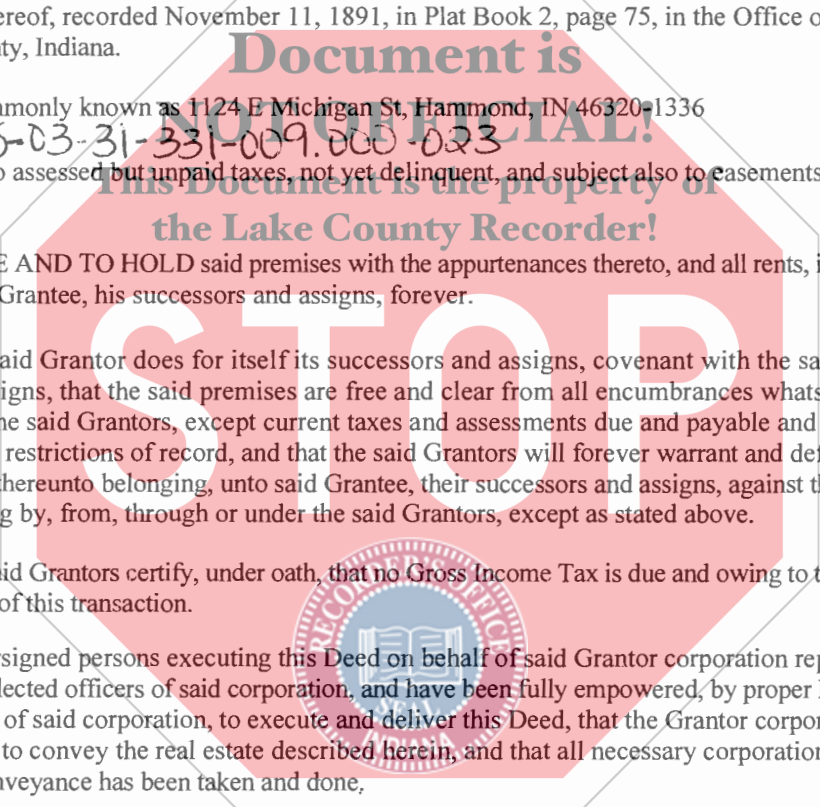 ereof, recorded November 11, 1891, in Plat Book 2, page 75, in the Office o
nty, Indiana.
Document is
mmonly known as 1124 E Michigan St, Hammond, IN 46320-1336
NOT OFFICIAL!
5-03-31-331-009.000-023
o assessed but unpaid taxes, not yet delinquent, and subject also to easements
This Document is the property of
the Lake County Recorder!
E AND TO HOLD said premises with the appurtenances thereto, and all rents, i
Grantee, his successors and assigns, forever.
STOP
aid Grantor does for itself its successors and assigns, covenant with the sa
igns, that the said premises are free and clear from all encumbrances whats
he said Grantors, except current taxes and assessments due and payable and
restrictions of record, and that the said Grantors will forever warrant and def
thereunto belonging, unto said Grantee, their successors and assigns, against th
g by, from, through or under the said Grantors, except as stated above.
id Grantors certify, under oath, that no Gross Income Tax is due and owing to t
of this transaction.
RECORDER'S OFFICE
SEAL
INDIANA
rsigned persons executing this Deed on behalf of said Grantor corporation rep
lected officers of said corporation, and have been fully empowered, by proper
of said corporation, to execute and deliver this Deed, that the Grantor corpor
to convey the real estate described herein, and that all necessary corporation
nveyance has been taken and done.